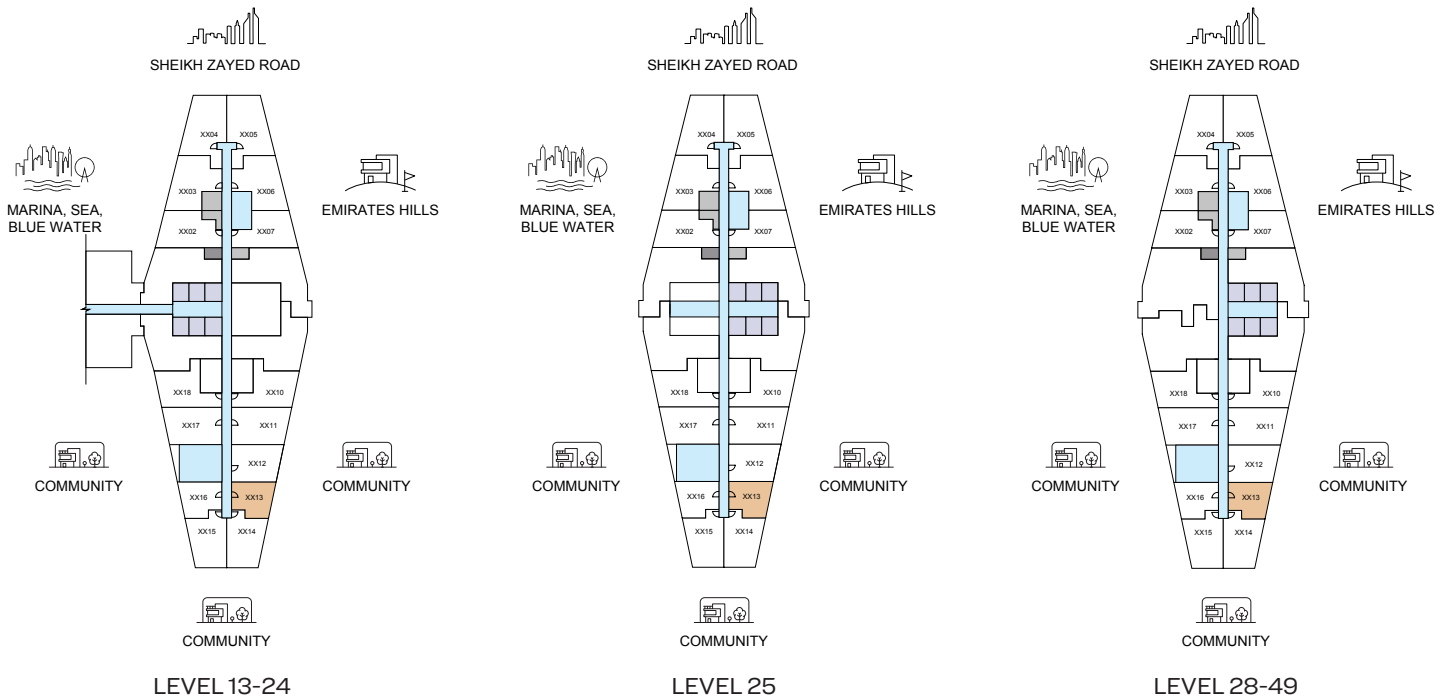 SHEIKH ZAYED ROAD
XX04 XX05
XX03 XX06
MARINA, SEA,
BLUE WATER
EMIRATES HILLS
XX02 XX07
XX18 XX10
XX17 XX11
XX12
COMMUNITY
COMMUNITY
XX16 XX13
XX15 XX14
COMMUNITY
LEVEL 13-24
SHEIKH ZAYED ROAD
XX04 XX05
XX03 XX06
MARINA, SEA,
BLUE WATER
EMIRATES HILLS
XX02 XX07
XX18 XX10
XX17 XX11
XX12
COMMUNITY
COMMUNITY
XX16 XX13
XX15 XX14
COMMUNITY
LEVEL 25
SHEIKH ZAYED ROAD
XX04 XX05
XX03 XX06
MARINA, SEA,
BLUE WATER
EMIRATES HILLS
XX02 XX07
XX18 XX10
XX17 XX11
XX12
COMMUNITY
COMMUNITY
XX16 XX13
XX15 XX14
COMMUNITY
LEVEL 28-49